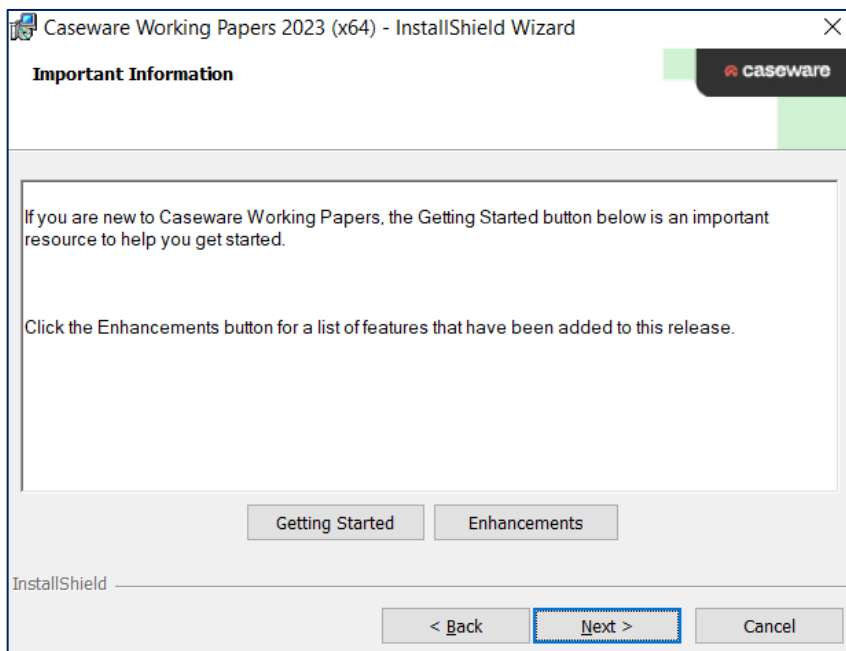 Caseware Working Papers 2023 (x64) - InstallShield Wizard
Important Information
caseware
If you are new to Caseware Working Papers, the Getting Started button below is an important
resource to help you get started.
Click the Enhancements button for a list of features that have been added to this release.
Getting Started
Enhancements
InstallShield
< Back
Next >
Cancel